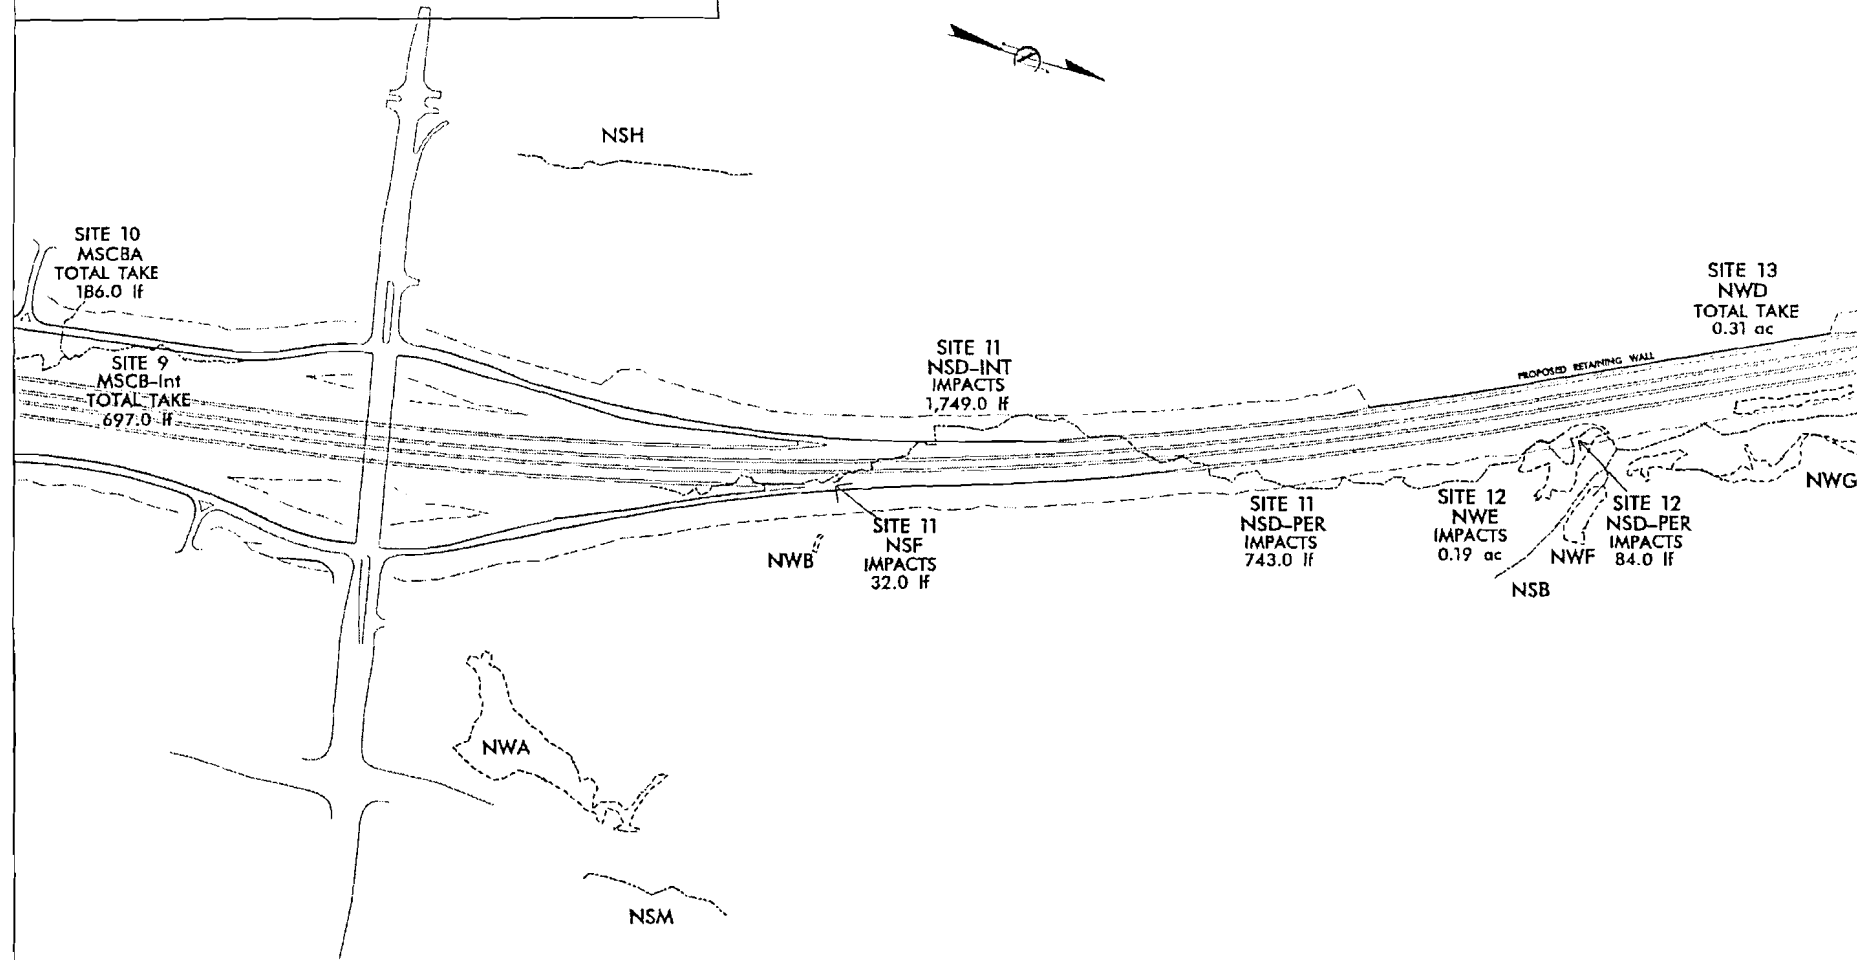 NSH
SITE 10
MSCBA
TOTAL TAKE
186.0 lf
SITE 9
MSCB-Int
TOTAL TAKE
697.0 lf
SITE 11
NSD-INT
IMPACTS
1,749.0 lf
SITE 13
NWD
TOTAL TAKE
0.31 ac
PROPOSED RETAINING WALL
NWG
SITE 11
NSF
IMPACTS
32.0 lf
NWB
SITE 11
NSD-PER
IMPACTS
743.0 lf
SITE 12
NWE
IMPACTS
0.19 ac
NWF
SITE 12
NSD-PER
IMPACTS
84.0 lf
NSB
NWA
NSM